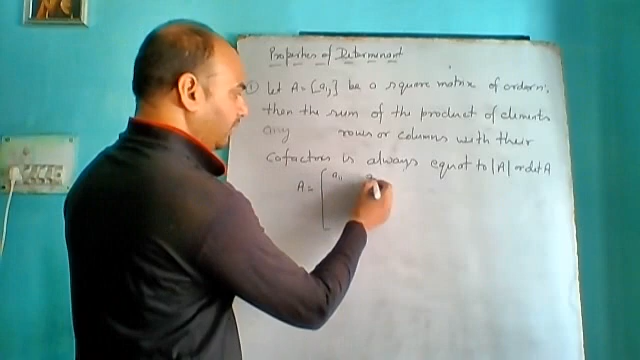 Properties of Determinant
① Let A = [aij] be a square matrix of order n,
then the sum of the product of elements
any rows or columns with their
cofactors is always equal to |A| or det A
A = [ a11 a